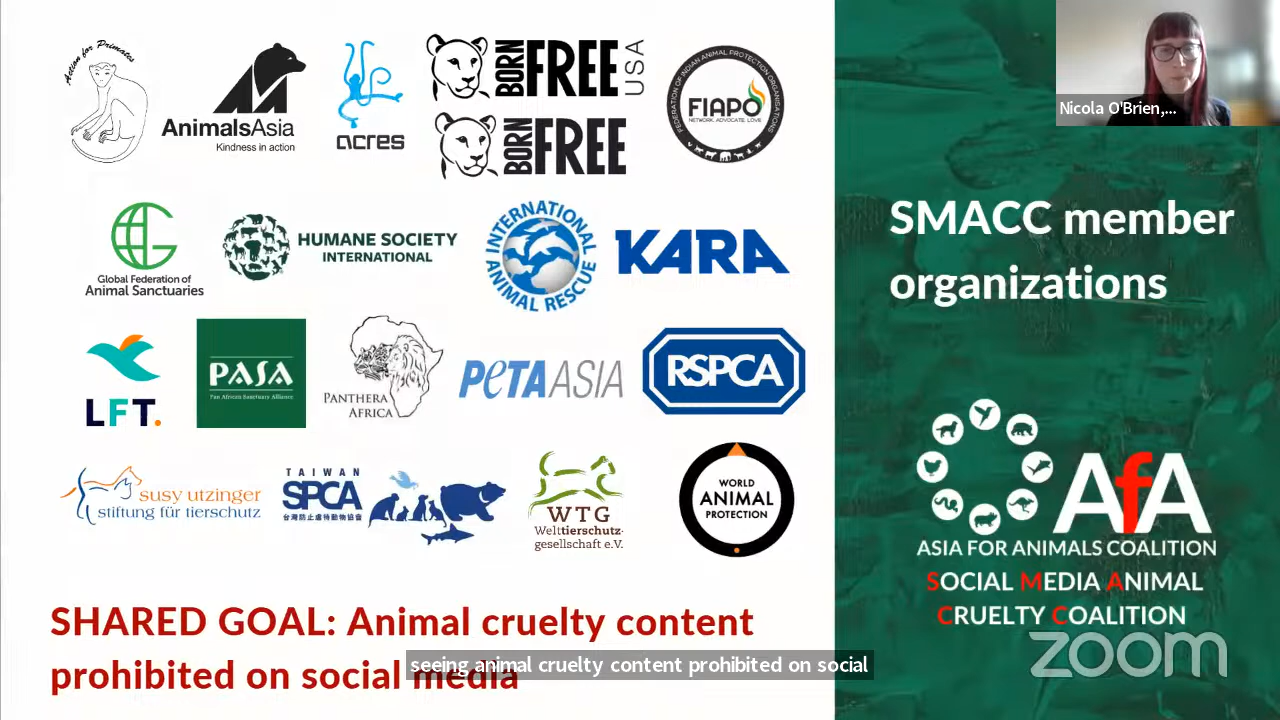 Action for Primates
AnimalsAsia
Kindness in action
acres
BORN FREE USA
BORN FREE
FEDERATION OF INDIAN ANIMAL PROTECTION ORGANISATIONS
FIAPO
NETWORK. ADVOCATE. LOVE
Nicola O'Brien,...
Global Federation of
Animal Sanctuaries
HUMANE SOCIETY
INTERNATIONAL
INTERNATIONAL
ANIMAL RESCUE
KARA
SMACC member
organizations
LFT.
PASA
Pan African Sanctuary Alliance
PANTHERA
AFRICA
PETA ASIA
RSPCA
susy utzinger
stiftung für tierschutz
TAIWAN
SPCA
台灣防止虐待動物協會
WTG
Welttierschutz-
gesellschaft e.V.
WORLD
ANIMAL
PROTECTION
AfA
ASIA FOR ANIMALS COALITION
SOCIAL MEDIA ANIMAL
CRUELTY COALITION
SHARED GOAL: Animal cruelty content
prohibited on social media
seeing animal cruelty content prohibited on social
zoom